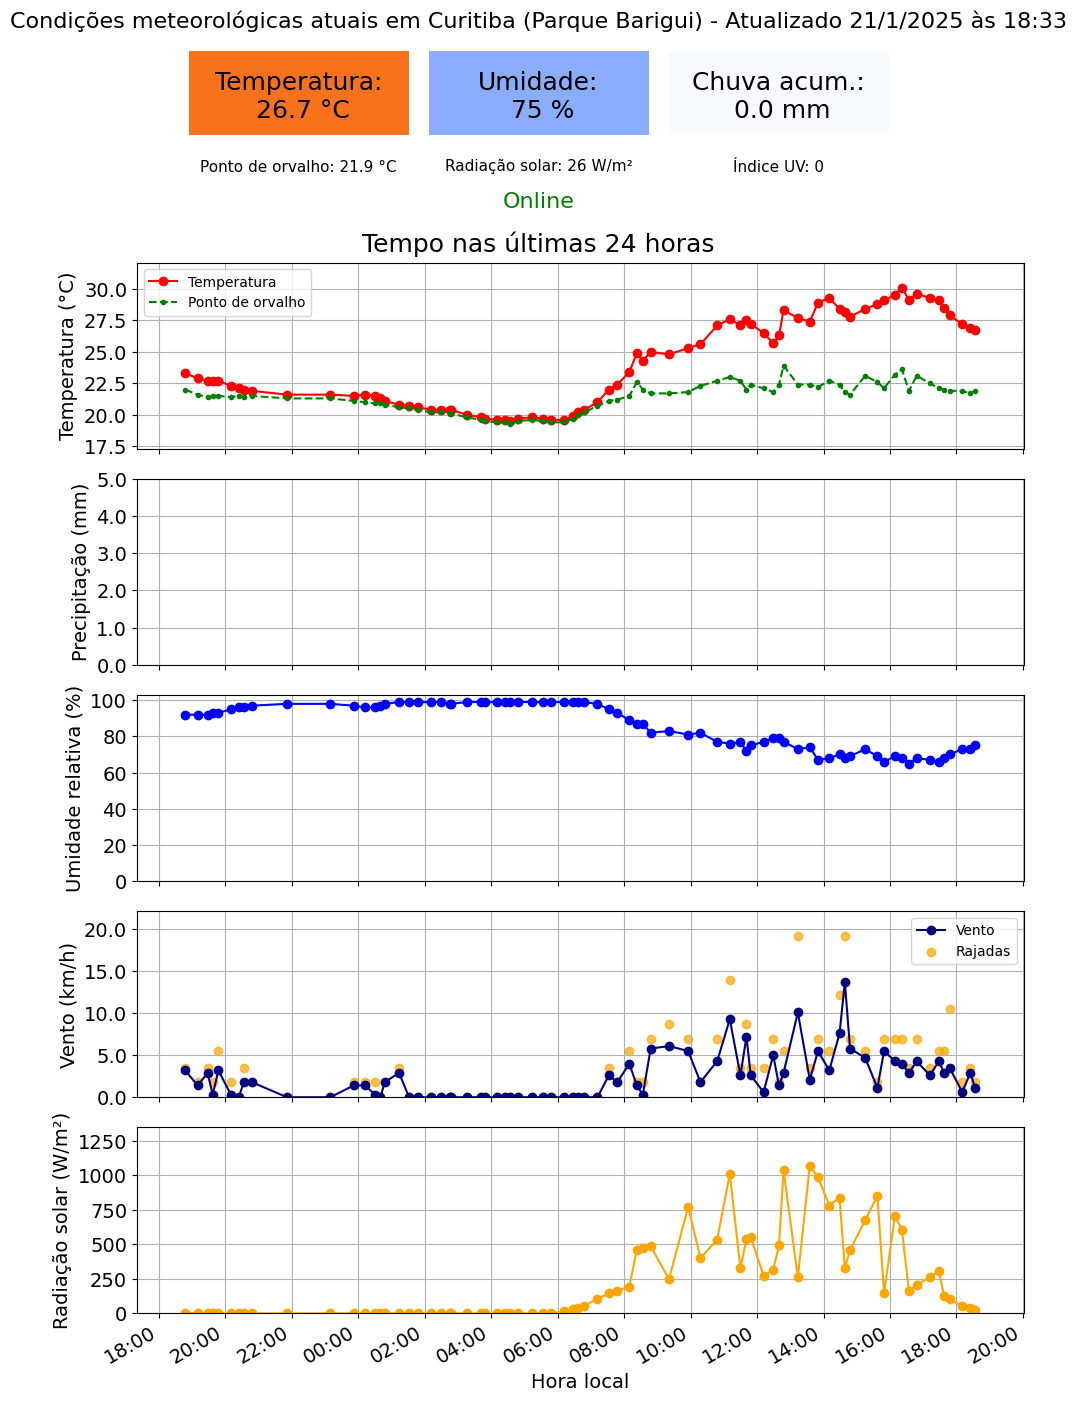 Condições meteorológicas atuais em Curitiba (Parque Barigui) - Atualizado 21/1/2025 às 18:33
Temperatura:
26.7 °C
Umidade:
75 %
Chuva acum.:
0.0 mm
Ponto de orvalho: 21.9 °C
Radiação solar: 26 W/m²
Índice UV: 0
Online
Tempo nas últimas 24 horas
Temperatura (°C)
30.0
27.5
25.0
22.5
20.0
17.5
Temperatura
Ponto de orvalho
Precipitação (mm)
5.0
4.0
3.0
2.0
1.0
0.0
Umidade relativa (%)
100
80
60
40
20
0
Vento (km/h)
20.0
15.0
10.0
5.0
0.0
Vento
Rajadas
Radiação solar (W/m²)
1250
1000
750
500
250
0
18:00
20:00
22:00
00:00
02:00
04:00
06:00
08:00
10:00
12:00
14:00
16:00
18:00
20:00
Hora local